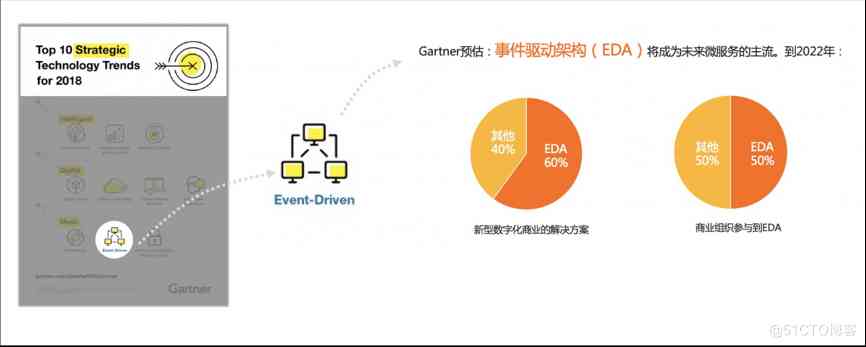 Top 10 Strategic
Technology Trends
for 2018
Event-Driven
Gartner
Event-Driven
Gartner预估：事件驱动架构（EDA）将成为未来微服务的主流。到2022年：
其他
40%
EDA
60%
新型数字化商业的解决方案
其他
50%
EDA
50%
商业组织参与到EDA
@51CTO博客